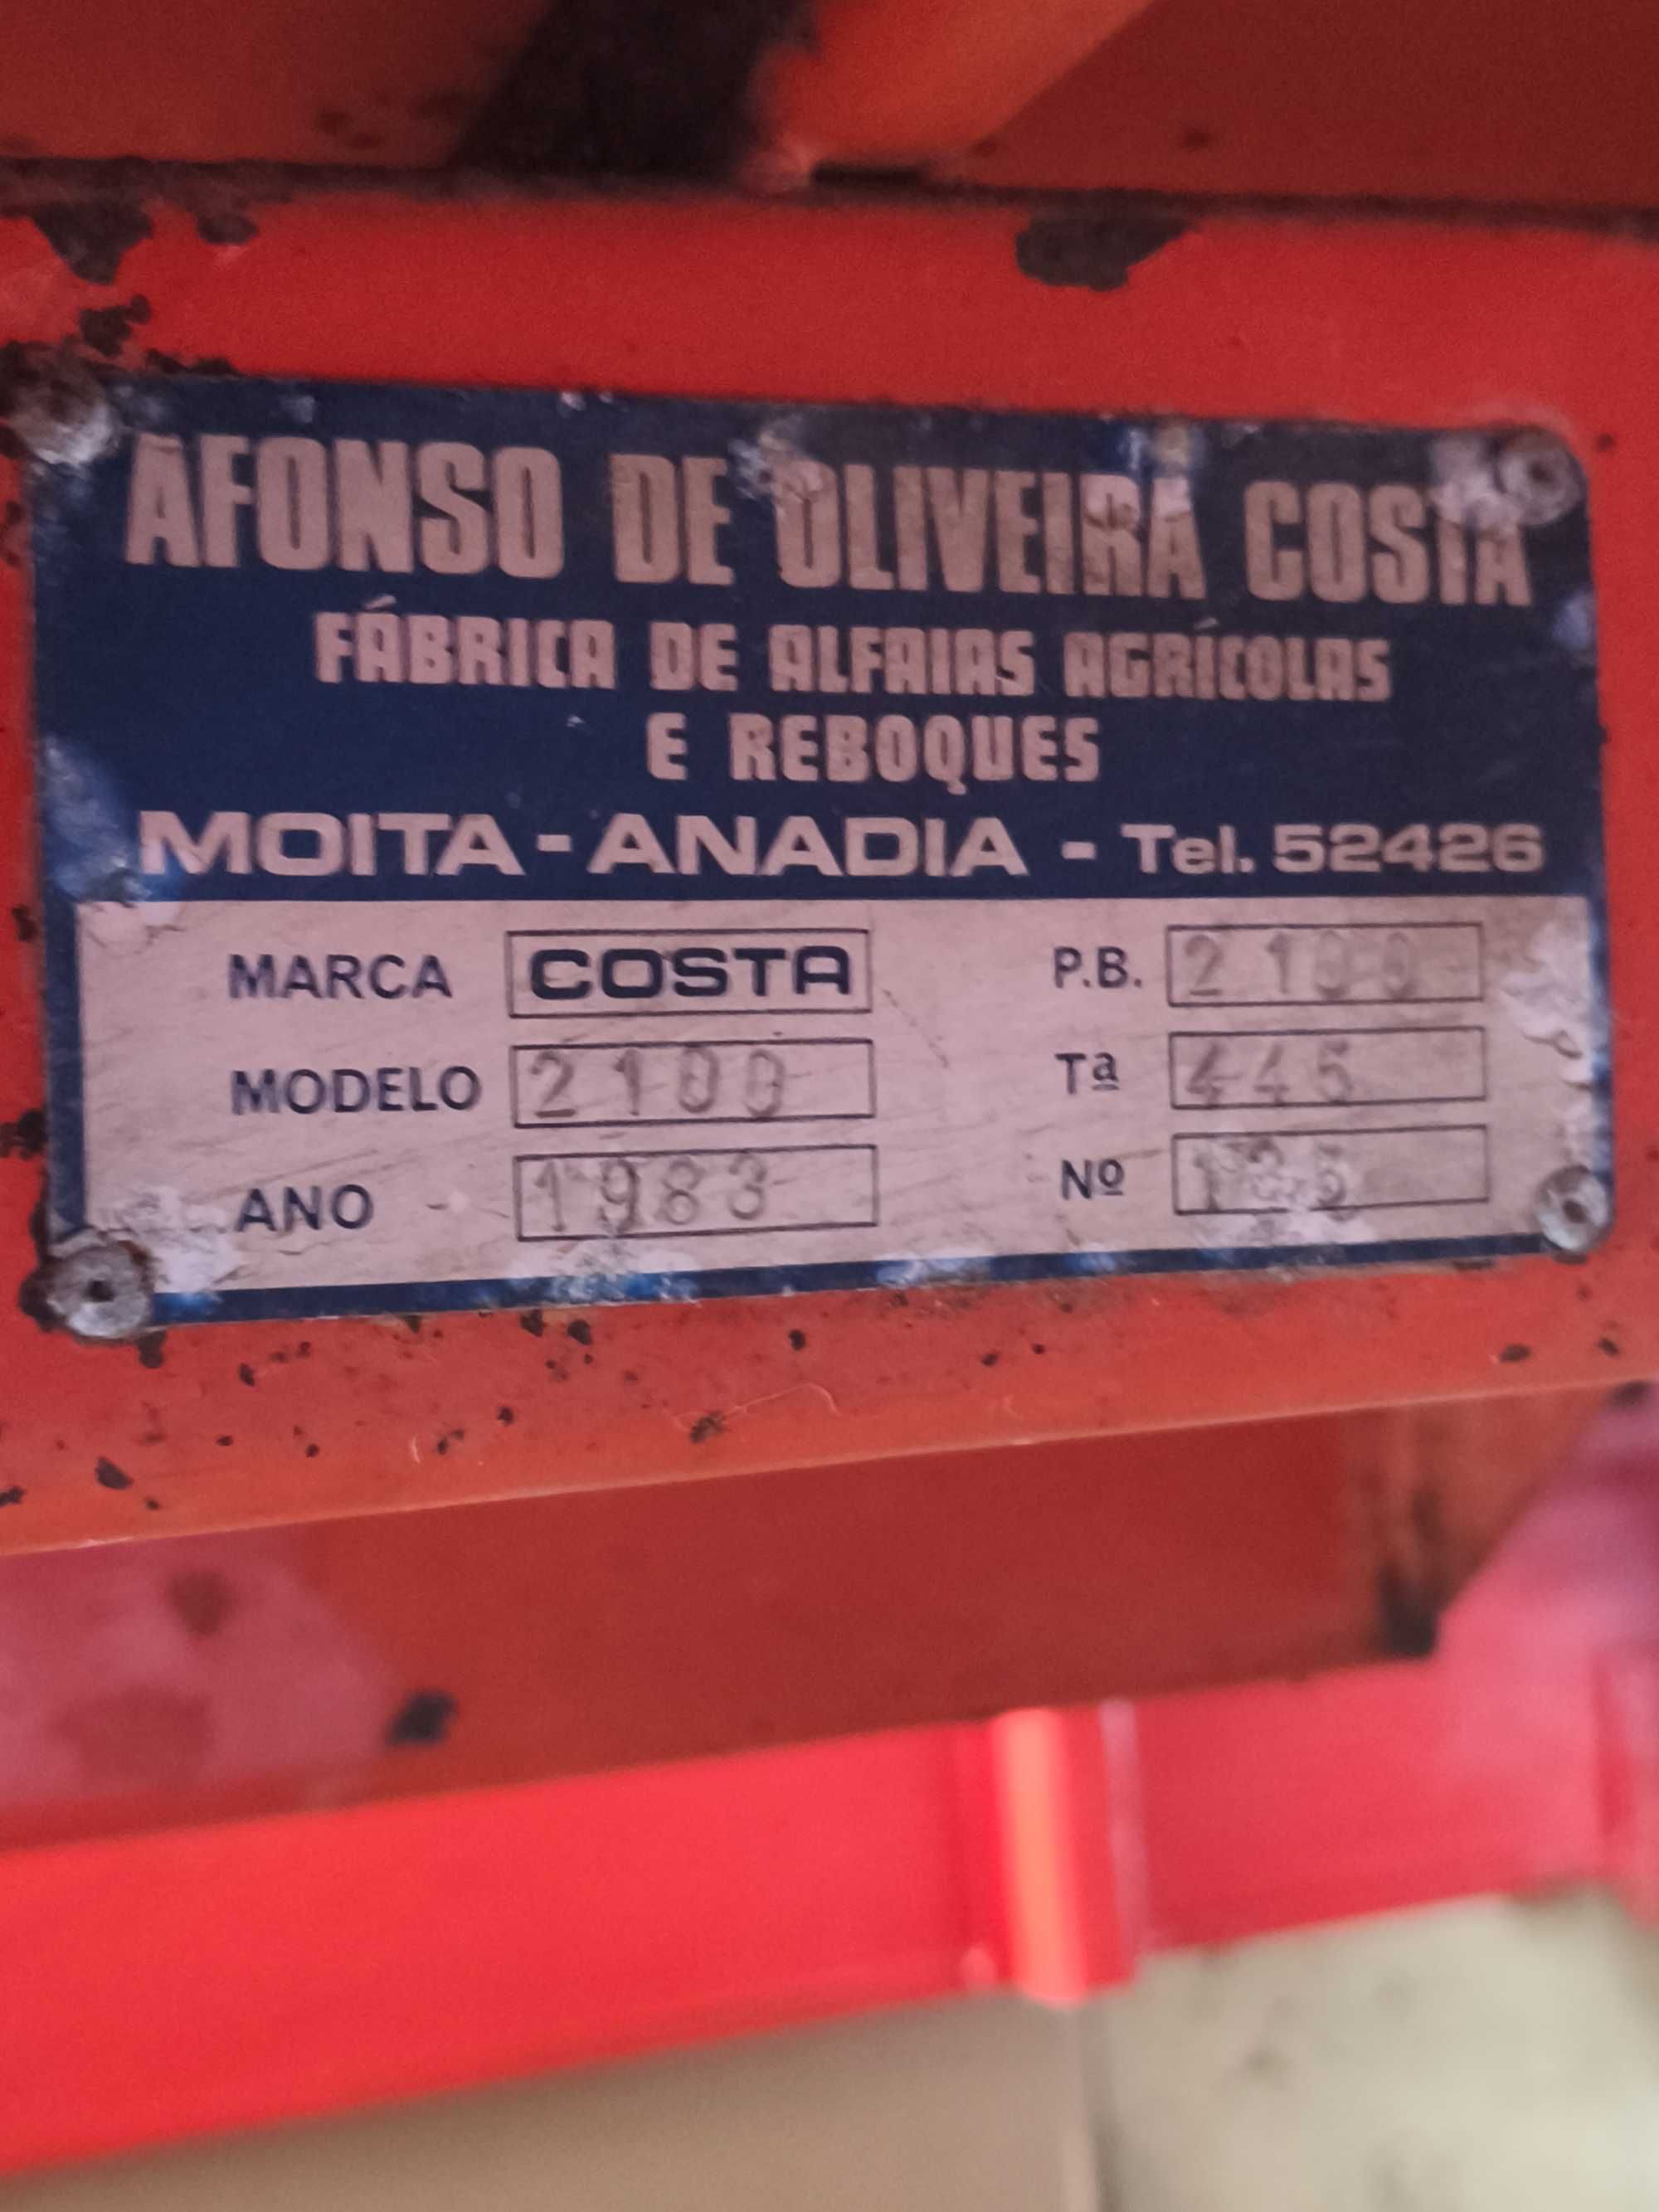 AFONSO DE OLIVEIRA COSTA
FÁBRICA DE ALFAIAS AGRÍCOLAS
E REBOQUES
MOITA - ANADIA - Tel. 52426
MARCA COSTA P.B. 2100
MODELO 2100 Tª 445
ANO 1983 Nº